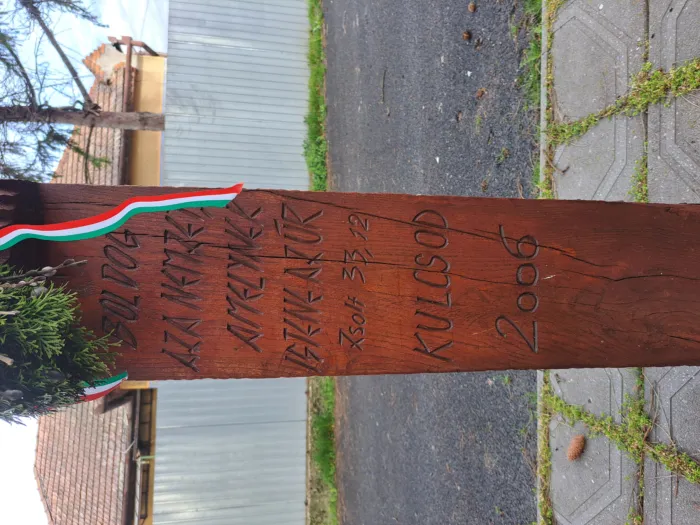 BOLDOG
AZ A NEMZET
AMELYNEK
ISTENE AZ ÚR
Zsolt 33,12
KULCSOD
2006